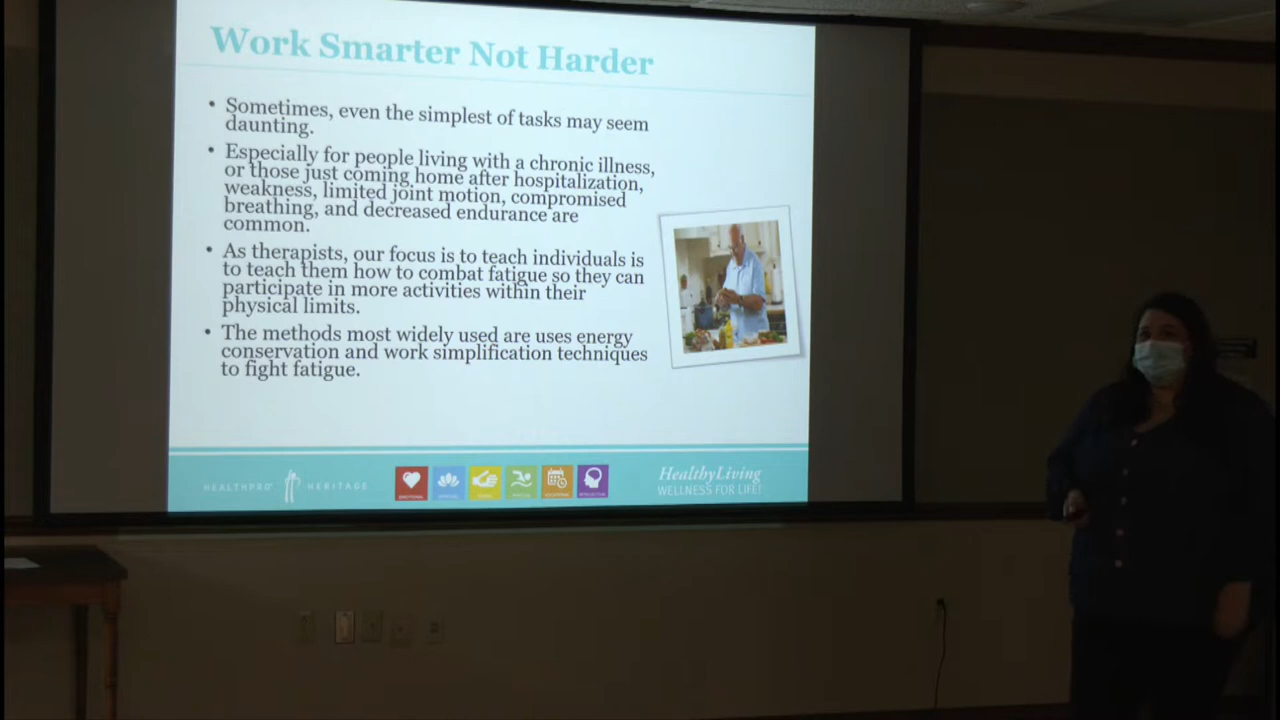 Work Smarter Not Harder
• Sometimes, even the simplest of tasks may seem
daunting.
• Especially for people living with a chronic illness,
or those just coming home after hospitalization,
weakness, limited joint motion, compromised
breathing, and decreased endurance are
common.
• As therapists, our focus is to teach individuals is
to teach them how to combat fatigue so they can
participate in more activities within their
physical limits.
• The methods most widely used are uses energy
conservation and work simplification techniques
to fight fatigue.
HEALTHPRO® HERITAGE
HealthyLiving
WELLNESS FOR LIFE!